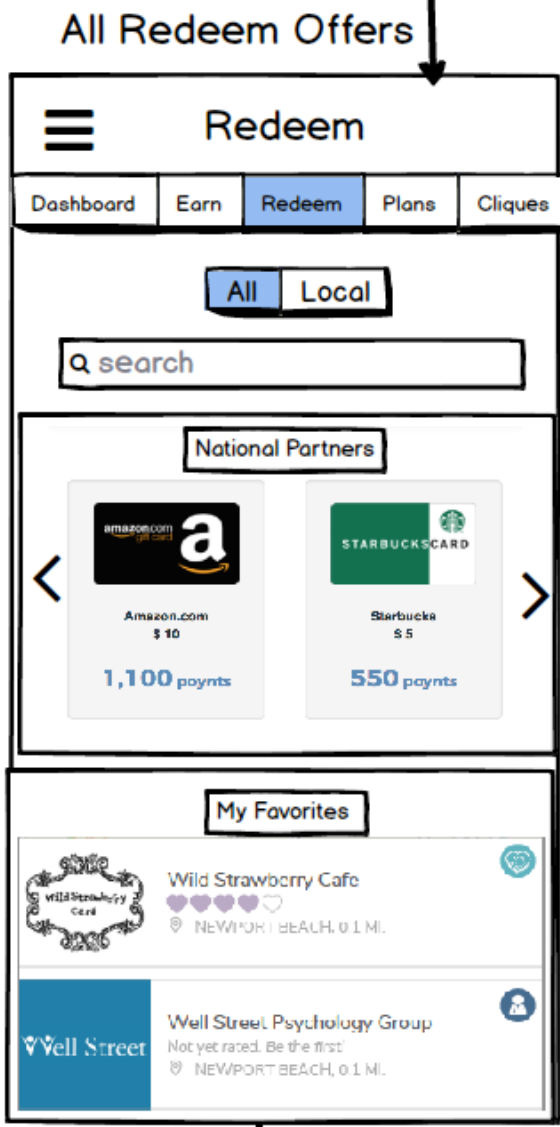 All Redeem Offers
Redeem
Dashboard Earn Redeem Plans Cliques
All Local
search
National Partners
amazon.com
gift card
a
STARBUCKS CARD
Amazon.com
$ 10
Starbucks
$ 5
1,100 poynts
550 poynts
My Favorites
Wild Strawberry
Card
Wild Strawberry Cafe
NEWPORT BEACH, 0.1 MI.
Well Street
Well Street Psychology Group
Not yet rated. Be the first!
NEWPORT BEACH, 0.1 MI.